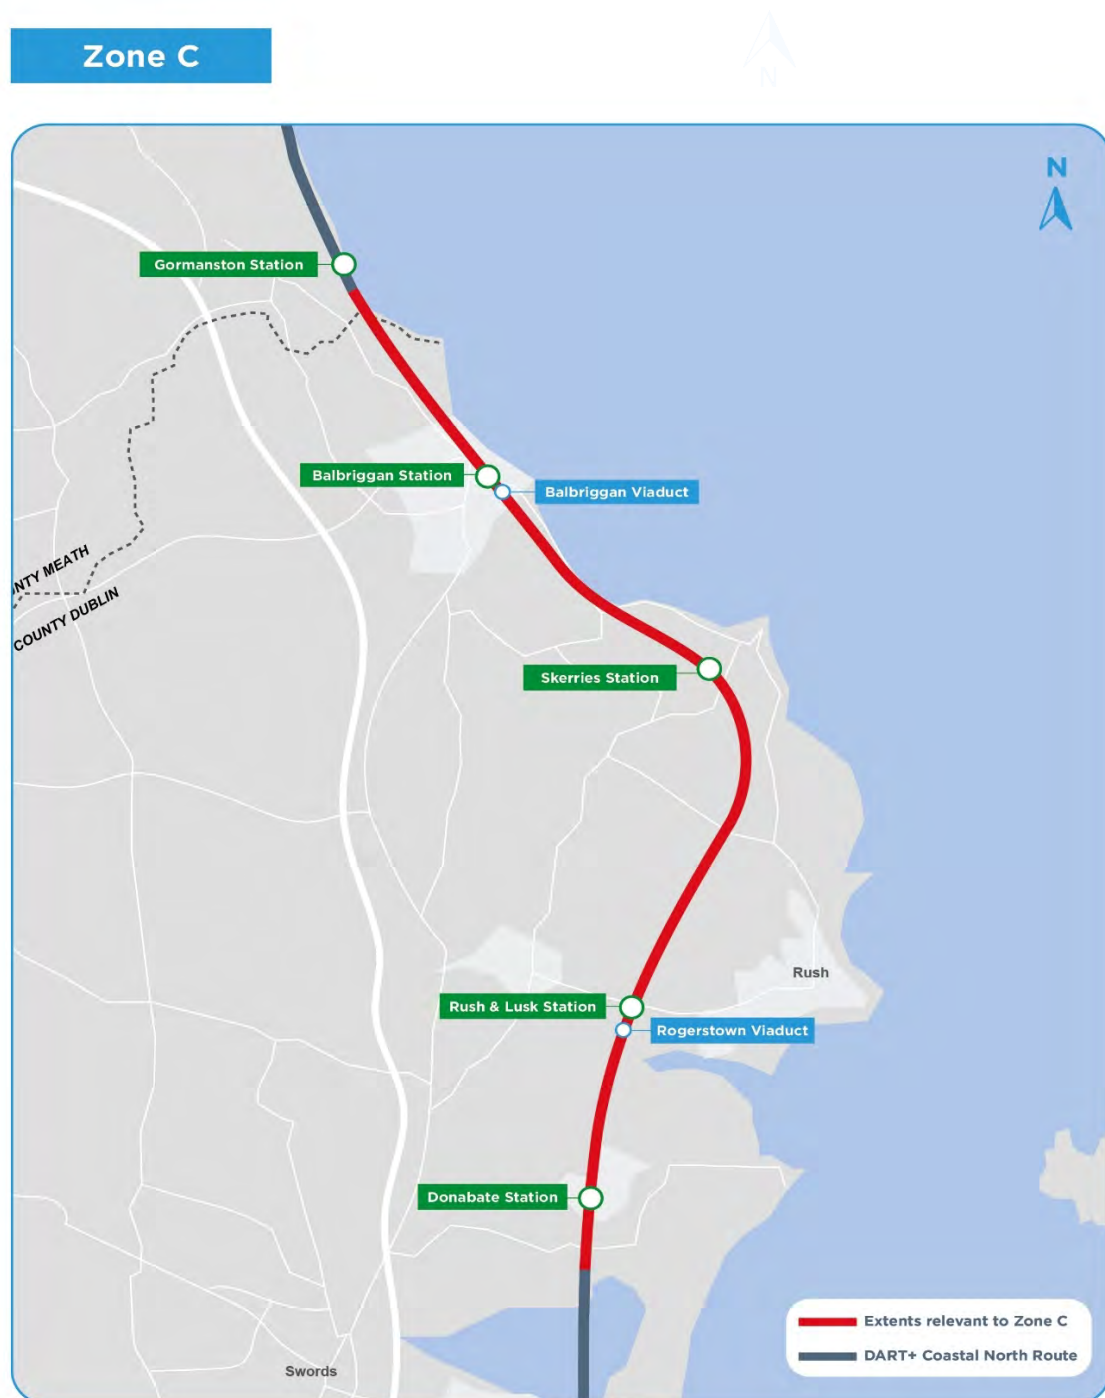 Zone C
N
N
Gormanston Station
Balbriggan Station
Balbriggan Viaduct
NTY MEATH
COUNTY DUBLIN
Skerries Station
Rush
Rush & Lusk Station
Rogerstown Viaduct
Donabate Station
Extents relevant to Zone C
DART+ Coastal North Route
Swords